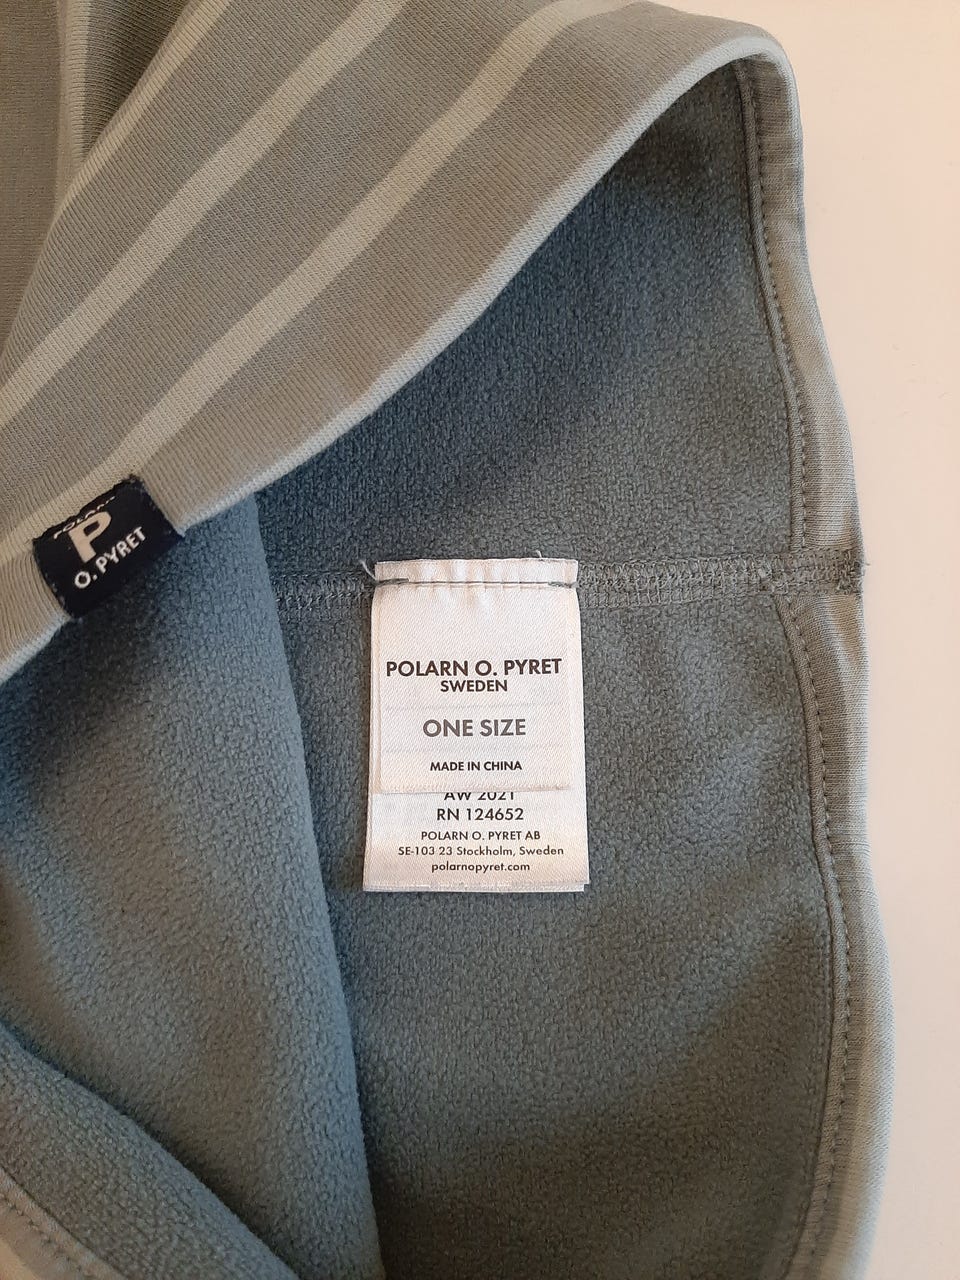 POLARN
P
O. PYRET
POLARN O. PYRET
SWEDEN
ONE SIZE
MADE IN CHINA
AW 2021
RN 124652
POLARN O. PYRET AB
SE-103 23 Stockholm, Sweden
polarnopyret.com